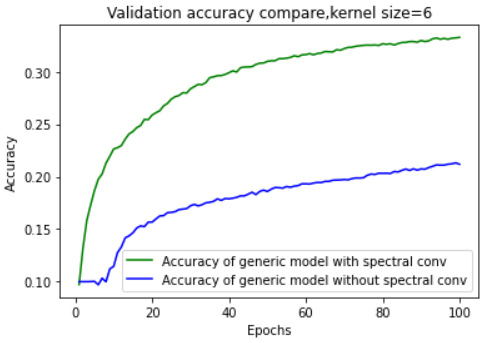 Validation accuracy compare,kernel size=6
Accuracy
0.30
0.25
0.20
0.15
0.10
Accuracy of generic model with spectral conv
Accuracy of generic model without spectral conv
0 20 40 60 80 100
Epochs